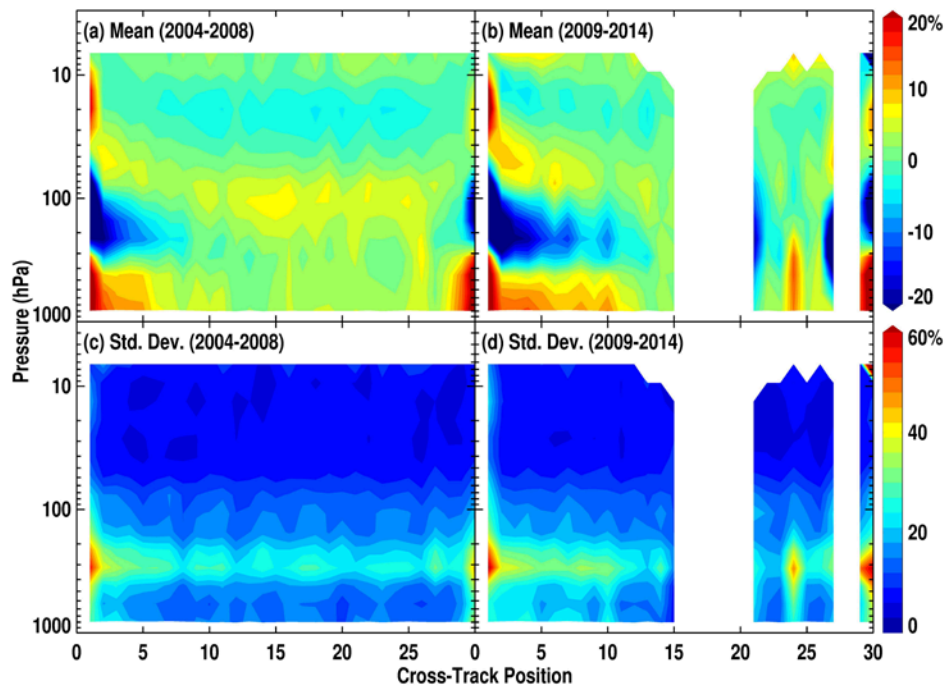 (a) Mean (2004-2008)
(b) Mean (2009-2014)
20%
10
0
-10
-20
10
100
1000
Pressure (hPa)
(c) Std. Dev. (2004-2008)
(d) Std. Dev. (2009-2014)
60%
40
20
0
10
100
1000
0 5 10 15 20 25 0 5 10 15 20 25 30
Cross-Track Position